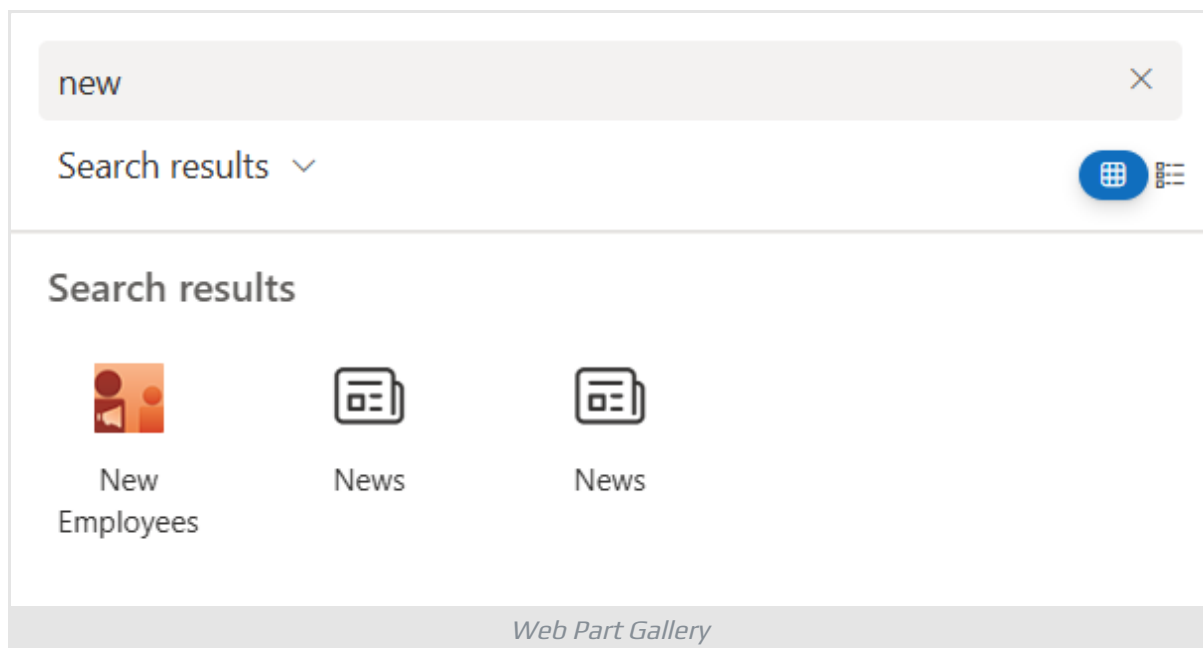 new
Search results
Search results
New
Employees
News
News
Web Part Gallery